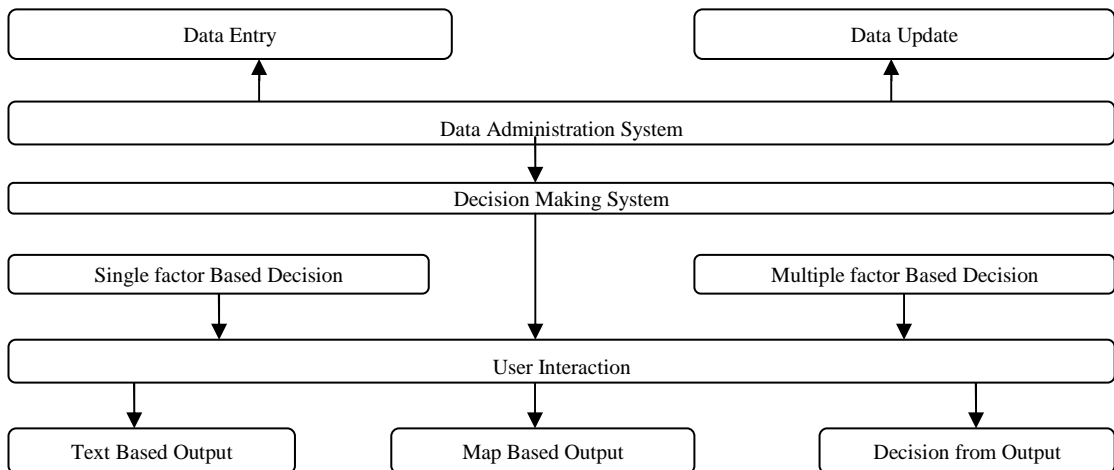 Data Entry
Data Update
Data Administration System
Decision Making System
Single factor Based Decision
Multiple factor Based Decision
User Interaction
Text Based Output
Map Based Output
Decision from Output